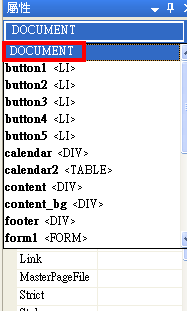 屬性
DOCUMENT
DOCUMENT
button1 <LI>
button2 <LI>
button3 <LI>
button4 <LI>
button5 <LI>
calendar <DIV>
calendar2 <TABLE>
content <DIV>
content_bg <DIV>
footer <DIV>
form1 <FORM>
Link
MasterPageFile
Strict